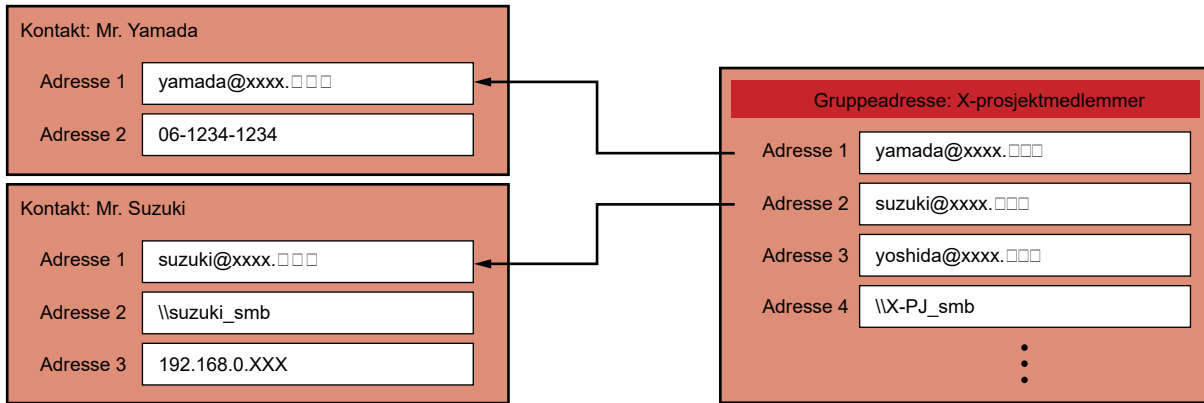 Kontakt: Mr. Yamada
Adresse 1 yamada@xxxx.□□□
Adresse 2 06-1234-1234
Kontakt: Mr. Suzuki
Adresse 1 suzuki@xxxx.□□□
Adresse 2 \\suzuki_smb
Adresse 3 192.168.0.XXX
Gruppeadresse: X-prosjektmedlemmer
Adresse 1 yamada@xxxx.□□□
Adresse 2 suzuki@xxxx.□□□
Adresse 3 yoshida@xxxx.□□□
Adresse 4 \\X-PJ_smb